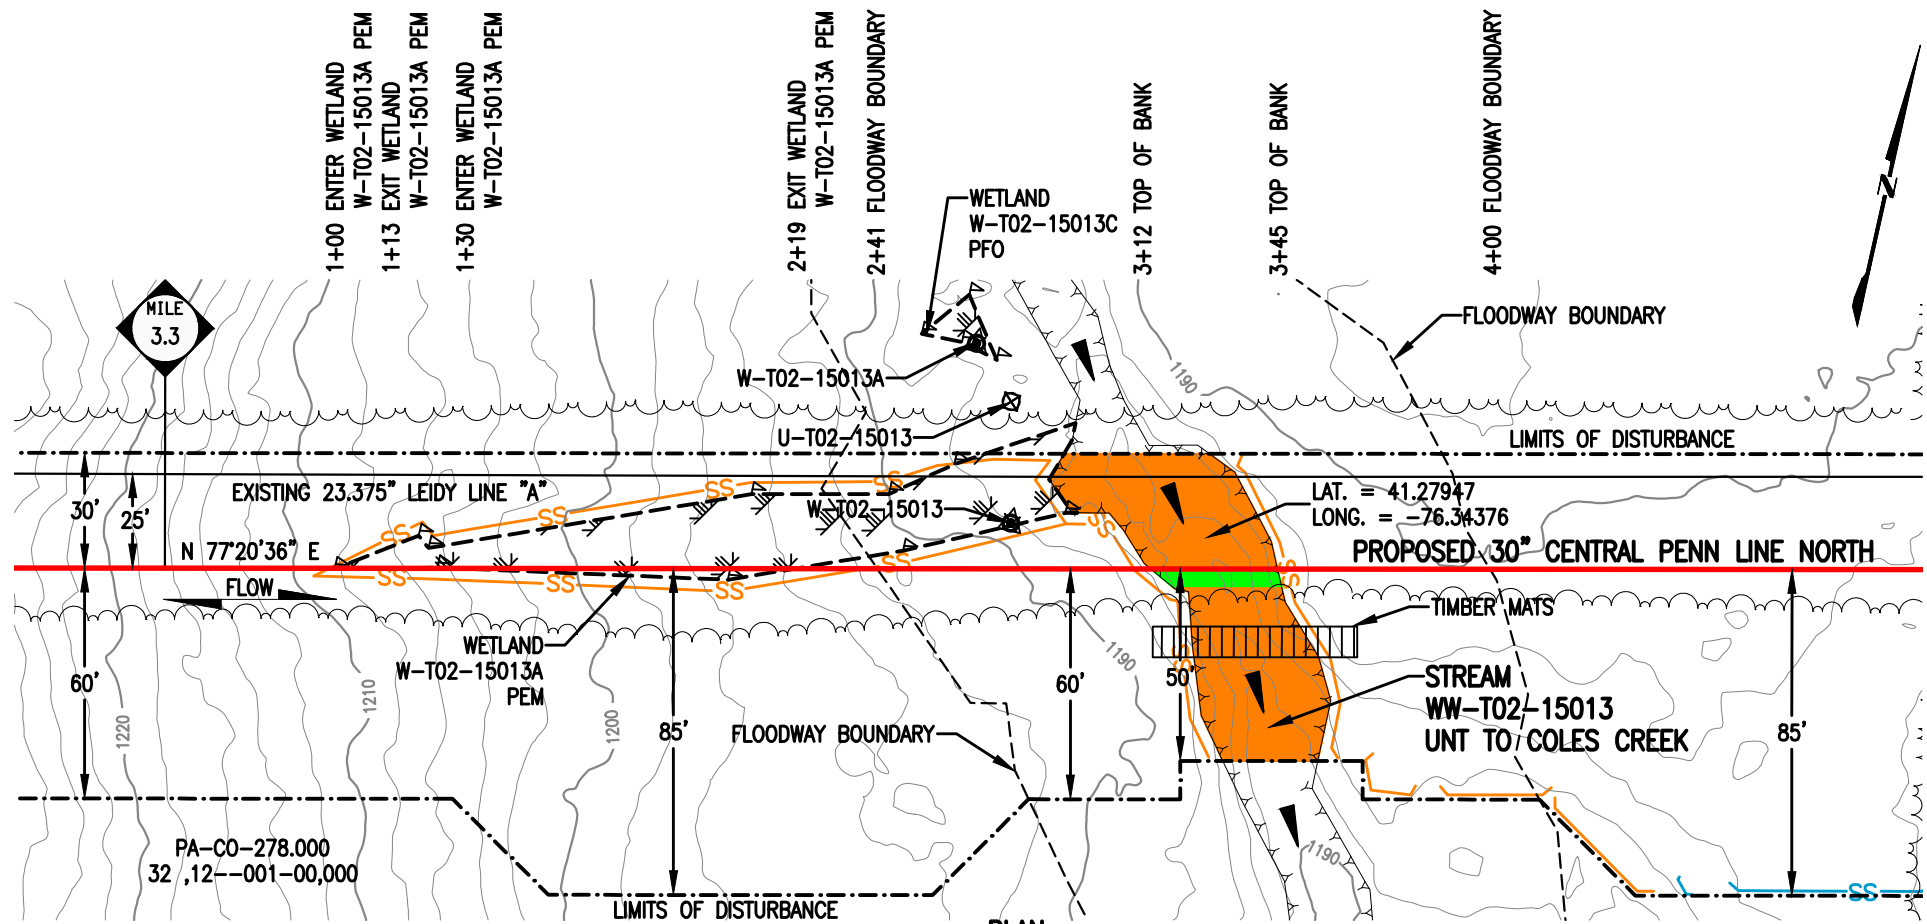 1+00 ENTER WETLAND
W-T02-15013A PEM
1+13 EXIT WETLAND
W-T02-15013A PEM
1+30 ENTER WETLAND
W-T02-15013A PEM
2+19 EXIT WETLAND
W-T02-15013A PEM
2+41 FLOODWAY BOUNDARY
3+12 TOP OF BANK
3+45 TOP OF BANK
4+00 FLOODWAY BOUNDARY
N
WETLAND
W-T02-15013C
PFO
MILE
3.3
FLOODWAY BOUNDARY
W-T02-15013A
1190
U-T02-15013
LIMITS OF DISTURBANCE
EXISTING 23.375" LEIDY LINE "A"
SS
SS
SS
SS
LAT. = 41.27947
LONG. = -76.34376
30'
25'
W-T02-15013
SS
N 77°20'36" E
PROPOSED 30" CENTRAL PENN LINE NORTH
FLOW
SS
SS
SS
SS
SS
TIMBER MATS
WETLAND
W-T02-15013A
PEM
1190
SS
60'
60'
50'
STREAM
WW-T02-15013
UNT TO COLES CREEK
1220
1210
1200
85'
FLOODWAY BOUNDARY
85'
PA-CO-278.000
32 ,12--001-00,000
1190
SS
LIMITS OF DISTURBANCE
PLAN